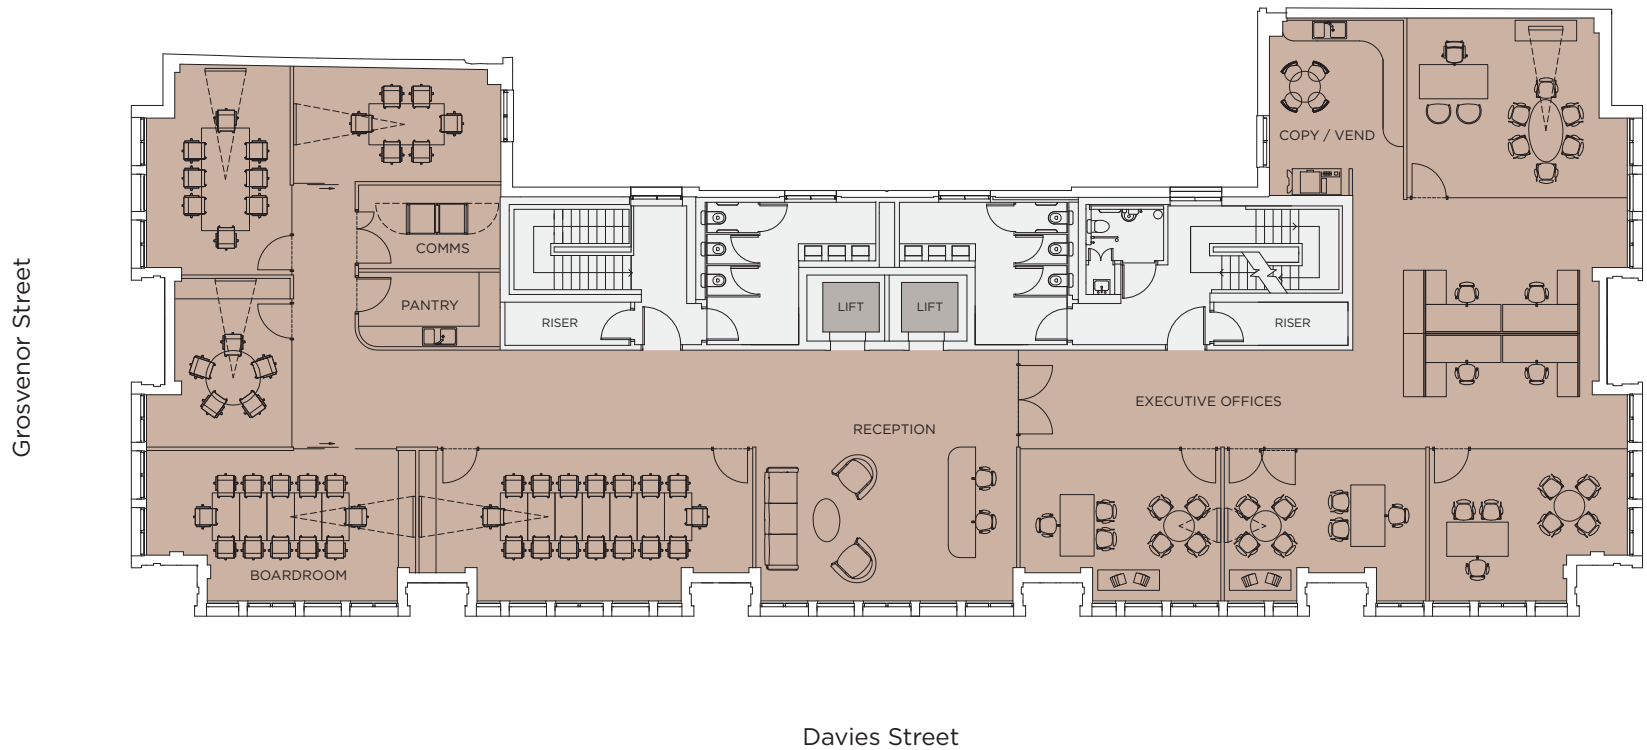 COPY / VEND
COMMS
PANTRY
RISER
LIFT
LIFT
RISER
Grosvenor Street
EXECUTIVE OFFICES
RECEPTION
BOARDROOM
Davies Street